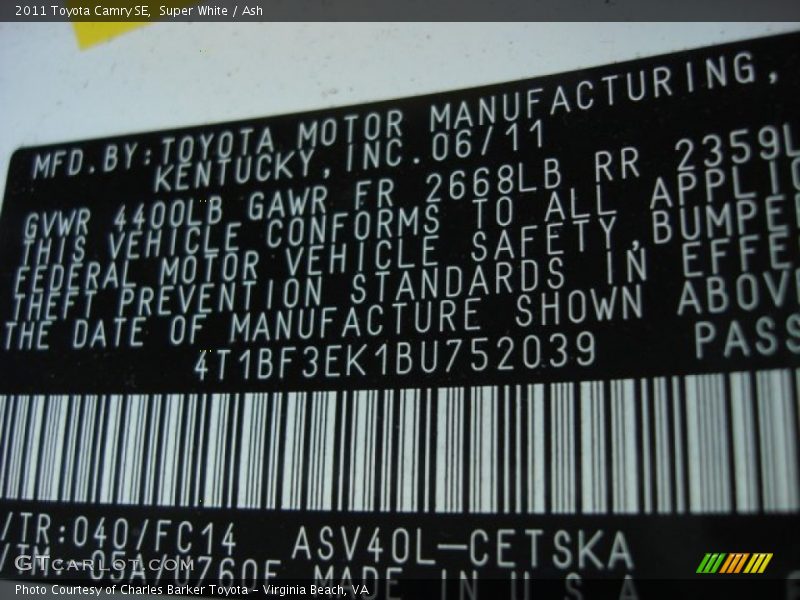 2011 Toyota Camry SE, Super White / Ash
MFD.BY:TOYOTA MOTOR MANUFACTURING,
KENTUCKY,INC.06/11
GVWR 4400LB GAWR FR 2668LB RR 2359L
THIS VEHICLE CONFORMS TO ALL APPLIC
FEDERAL MOTOR VEHICLE SAFETY,BUMPER
THEFT PREVENTION STANDARDS IN EFFE
THE DATE OF MANUFACTURE SHOWN ABOVE
4T1BF3EK1BU752039 PASS
/TR:040/FC14 ASV40L-CETSKA
MADE IN U S A
GTcarlot.com
Photo Courtesy of Charles Barker Toyota - Virginia Beach, VA